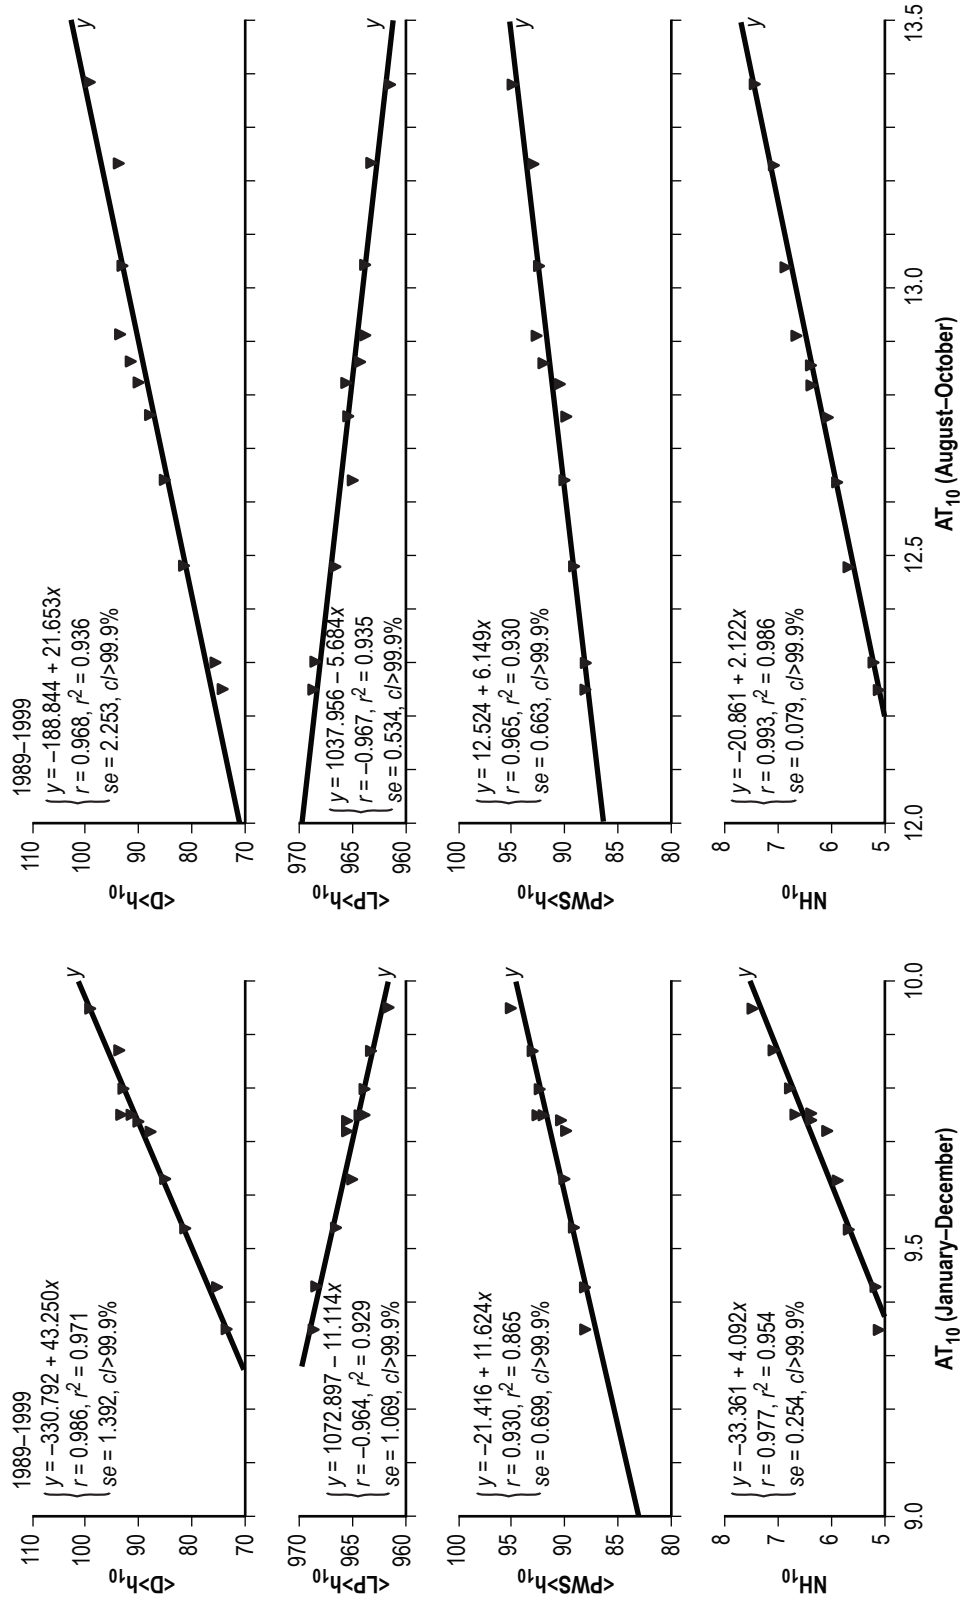 1989–1999
y = –330.792 + 43.250x
r = 0.986, r² = 0.971
se = 1.392, cl>99.9%
110
100
90
80
70
<D>h₁₀
y
y = 1072.897 – 11.114x
r = –0.964, r² = 0.929
se = 1.069, cl>99.9%
970
965
960
<LP>h₁₀
y
y = –21.416 + 11.624x
r = 0.930, r² = 0.865
se = 0.699, cl>99.9%
100
95
90
85
80
<PWS>h₁₀
y
y = –33.361 + 4.092x
r = 0.977, r² = 0.954
se = 0.254, cl>99.9%
8
7
6
5
NH₁₀
y
9.0 9.5 10.0
AT₁₀ (January–December)
1989–1999
y = –188.844 + 21.653x
r = 0.968, r² = 0.936
se = 2.253, cl>99.9%
110
100
90
80
70
<D>h₁₀
y
y = 1037.956 – 5.684x
r = –0.967, r² = 0.935
se = 0.534, cl>99.9%
970
965
960
<LP>h₁₀
y
y = 12.524 + 6.149x
r = 0.965, r² = 0.930
se = 0.663, cl>99.9%
100
95
90
85
80
<PWS>h₁₀
y
y = –20.861 + 2.122x
r = 0.993, r² = 0.986
se = 0.079, cl>99.9%
8
7
6
5
NH₁₀
y
12.0 12.5 13.0 13.5
AT₁₀ (August–October)